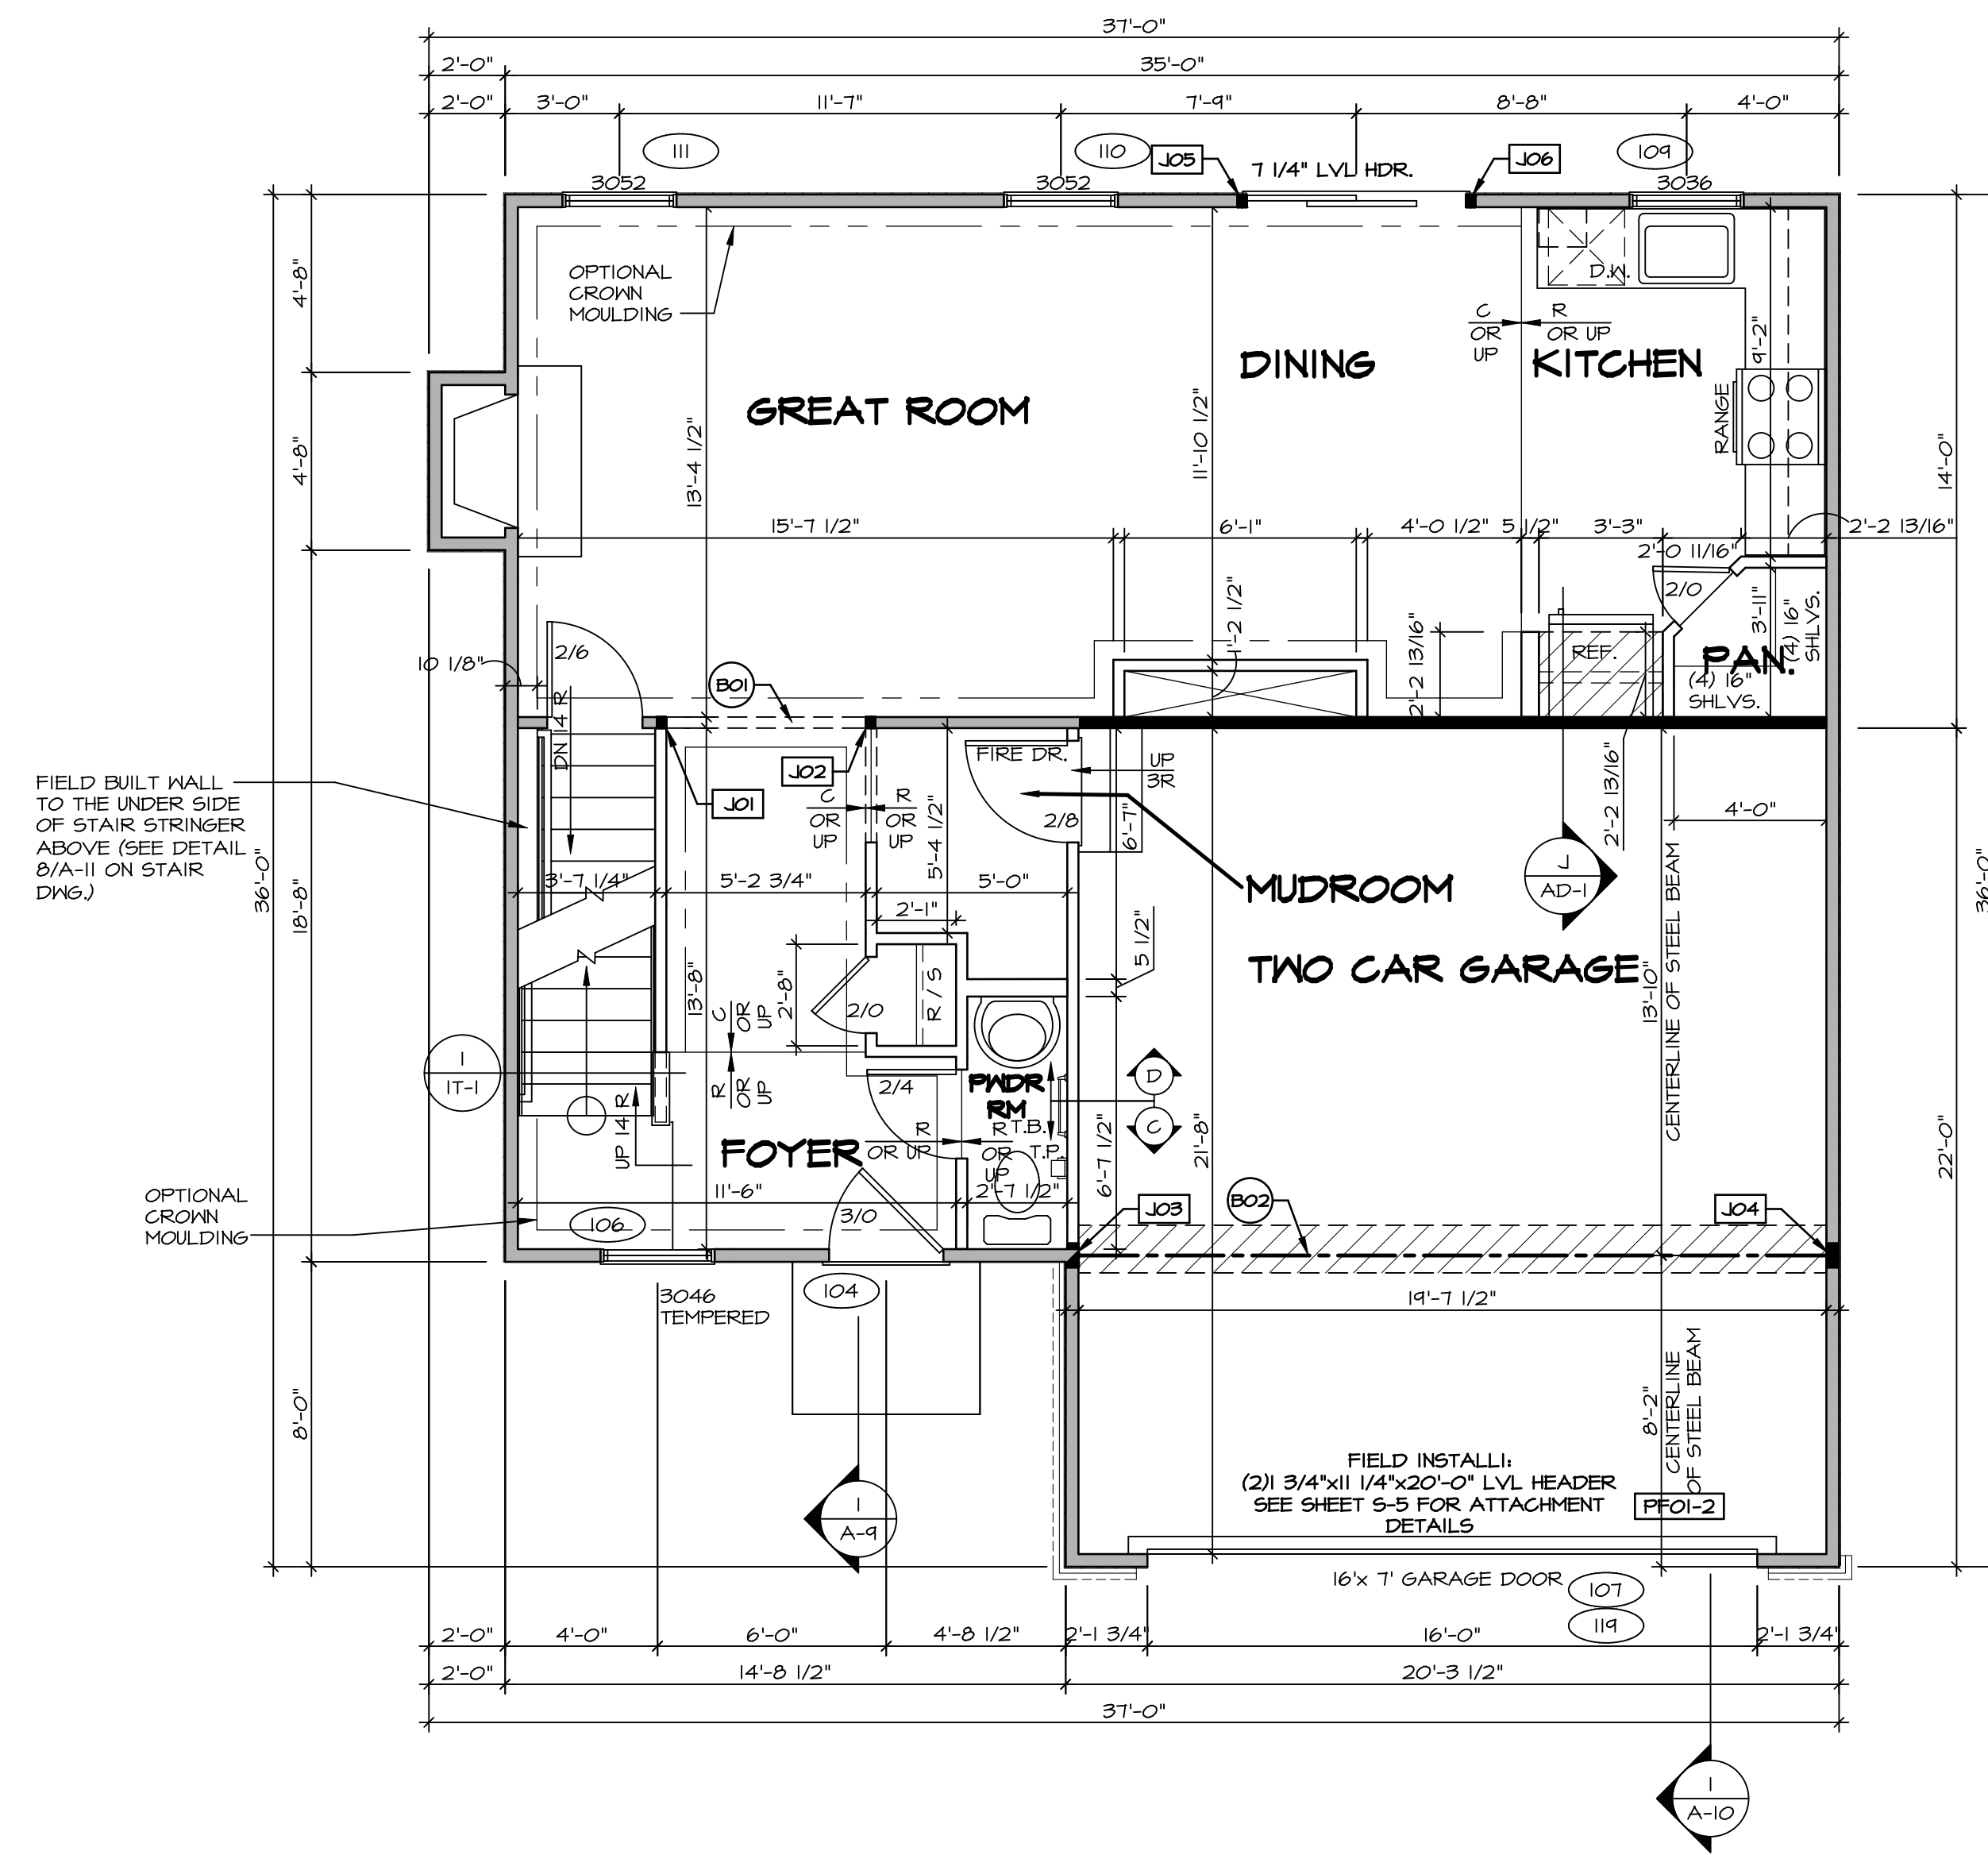 37'-0"
2'-0"
35'-0"
2'-0"
3'-0"
11'-7"
7'-9"
8'-8"
4'-0"
111
110
J05
7 1/4" LVL HDR.
J06
109
3052
3052
3036
4'-8"
OPTIONAL
CROWN
MOULDING
D.W.
C
OR
UP
R
OR UP
9'-2"
DINING
KITCHEN
GREAT ROOM
RANGE
4'-8"
13'-4 1/2"
11'-10 1/2"
14'-0"
15'-7 1/2"
6'-1"
4'-0 1/2"
5 1/2"
3'-3"
2'-2 13/16"
2'-0 11/16"
2/0
1'-2 1/2"
2'-2 13/16"
3'-11"
(4) 16"
SHLVS.
10 1/8"
2/6
B01
REF.
PAN.
(4) 16"
SHLVS.
DN 14 R
FIRE DR.
UP
3R
J02
J01
FIELD BUILT WALL
TO THE UNDER SIDE
OF STAIR STRINGER
ABOVE (SEE DETAIL
8/A-11 ON STAIR
DWG.)
36'-0"
18'-8"
C
OR
UP
R
OR
UP
5'-4 1/2"
2/8
6'-7"
2'-2 13/16"
4'-0"
J
AD-1
36'-0"
3'-7 1/4"
5'-2 3/4"
5'-0"
MUDROOM
2'-1"
5 1/2"
TWO CAR GARAGE
13'-10"
CENTERLINE OF STEEL BEAM
13'-8"
C
OR
UP
2'-8"
2/0
R / S
R
OR
UP
1
1T-1
2/4
PWDR
RM
D
C
T.B.
T.P.
UP 14 R
FOYER
R
OR UP
R
OR
UP
6'-7 1/2"
21'-8"
22'-0"
11'-6"
2'-7 1/2"
OPTIONAL
CROWN
MOULDING
106
3/0
J03
B02
J04
104
3046
TEMPERED
19'-7 1/2"
8'-0"
8'-2"
CENTERLINE
OF STEEL BEAM
FIELD INSTALL1:
(2)1 3/4"x11 1/4"x20'-0" LVL HEADER
SEE SHEET S-5 FOR ATTACHMENT
DETAILS
PF01-2
1
A-9
16'x 7' GARAGE DOOR
107
119
2'-0"
4'-0"
6'-0"
4'-8 1/2"
2'-1 3/4"
16'-0"
2'-1 3/4"
2'-0"
14'-8 1/2"
20'-3 1/2"
37'-0"
1
A-10